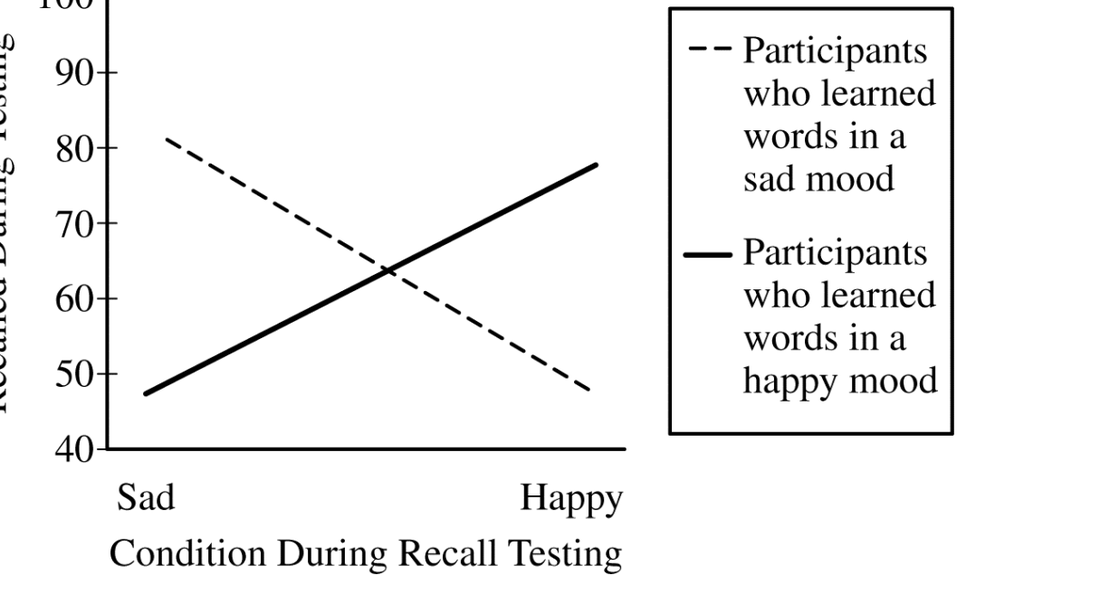 90
80
70
60
50
40
Sad Happy
Condition During Recall Testing
Participants
who learned
words in a
sad mood
Participants
who learned
words in a
happy mood